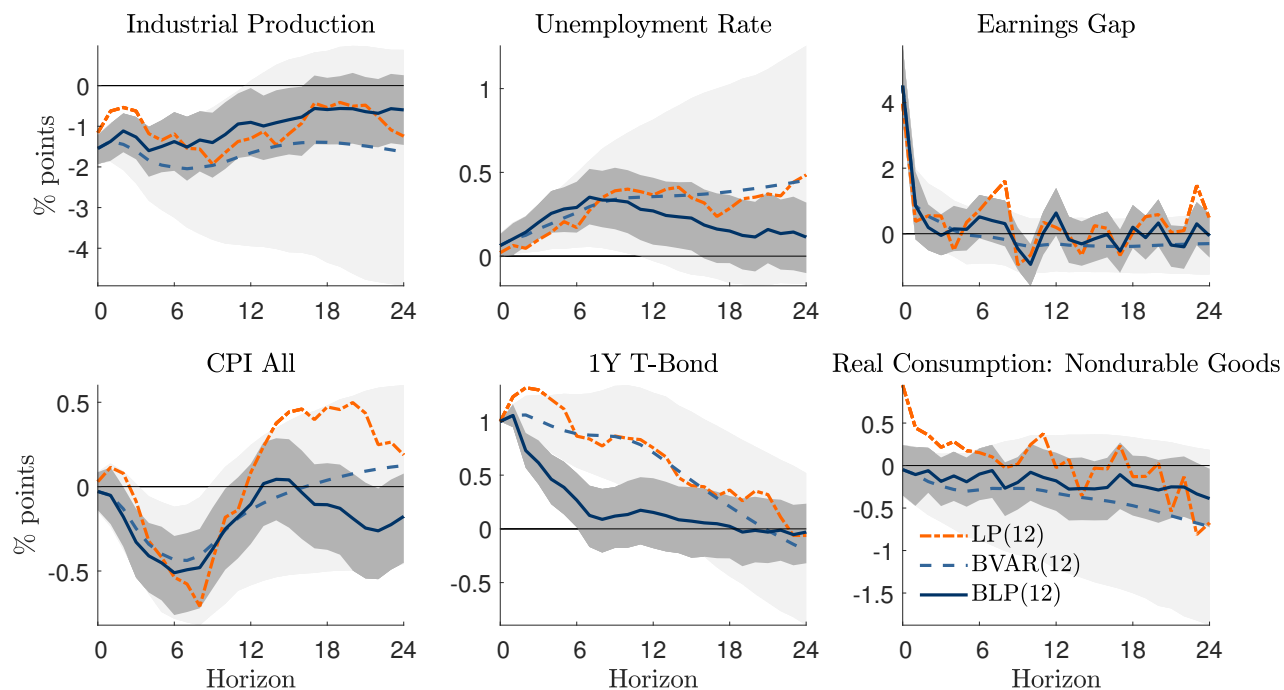 Industrial Production
Unemployment Rate
Earnings Gap
% points
0
-1
-2
-3
-4
0 6 12 18 24
1
0.5
0
0 6 12 18 24
4
2
0
0 6 12 18 24
CPI All
1Y T-Bond
Real Consumption: Nondurable Goods
% points
0.5
0
-0.5
0 6 12 18 24
Horizon
1
0.5
0
-0.5
0 6 12 18 24
Horizon
0.5
0
-0.5
-1
-1.5
LP(12)
BVAR(12)
BLP(12)
0 6 12 18 24
Horizon